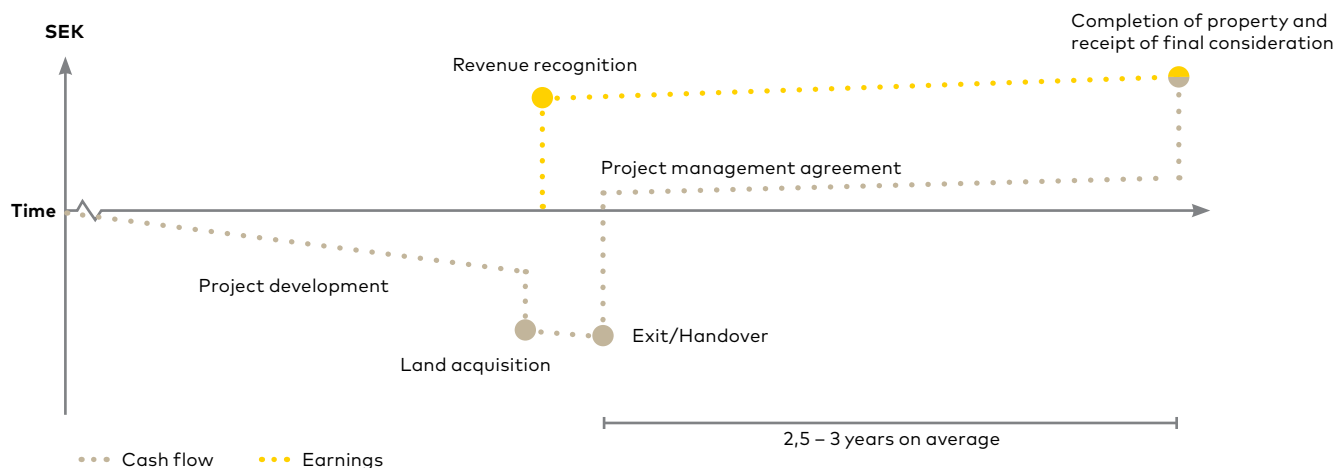 SEK
Completion of property and
receipt of final consideration
Revenue recognition
Project management agreement
Time
Project development
Exit/Handover
Land acquisition
2,5 – 3 years on average
Cash flow
Earnings